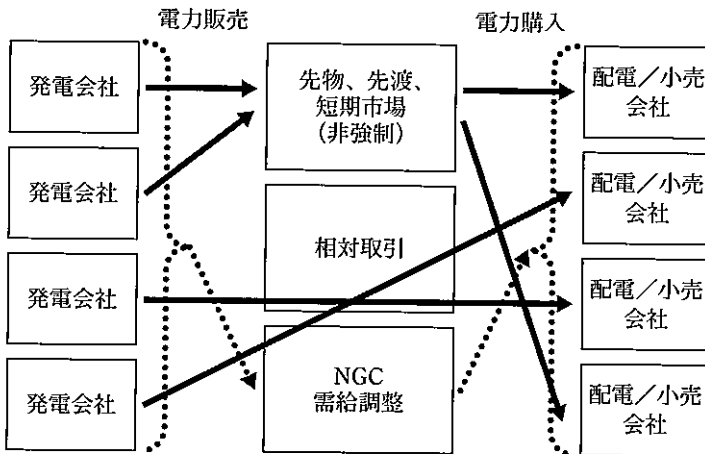 電力販売
電力購入
発電会社
発電会社
発電会社
発電会社
先物、先渡、
短期市場
(非強制)
相対取引
NGC
需給調整
配電／小売
会社
配電／小売
会社
配電／小売
会社
配電／小売
会社